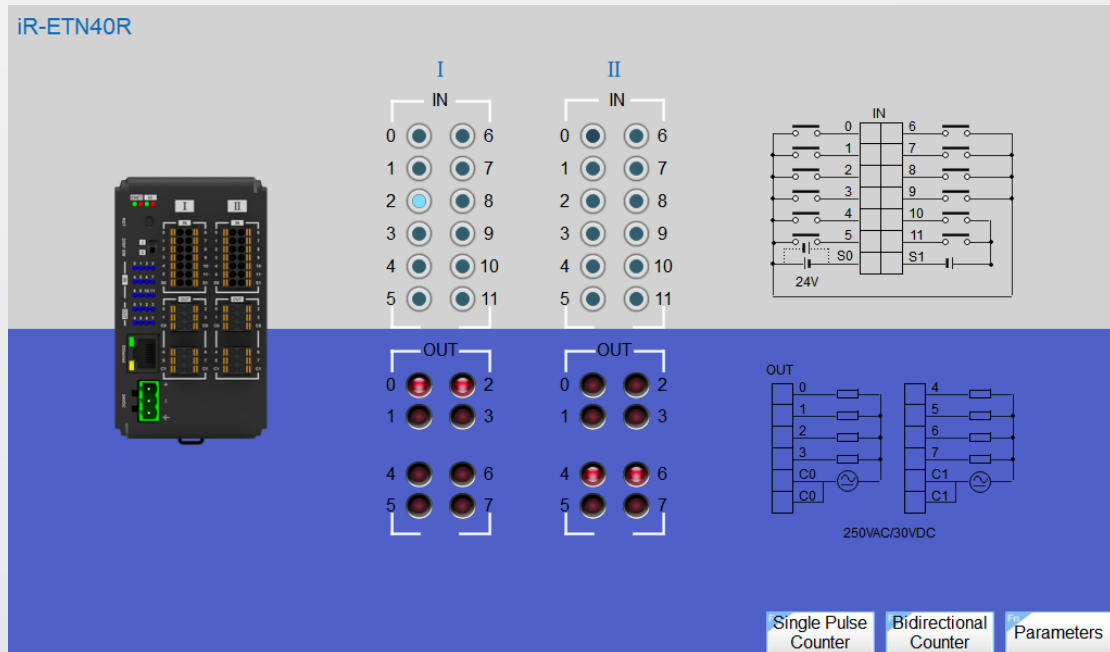 iR-ETN40R
I II
IN IN
0 6 0 6
1 7 1 7
2 8 2 8
3 9 3 9
4 10 4 10
5 11 5 11
OUT OUT
0 2 0 2
1 3 1 3
4 6 4 6
5 7 5 7
I II
IN
0 6
1 7
2 8
3 9
4 10
5 11
S0 S1
24V
OUT
0 4
1 5
2 6
3 7
C0 C1
C0 C1
250VAC/30VDC
Single Pulse
Counter
Bidirectional
Counter
Parameters